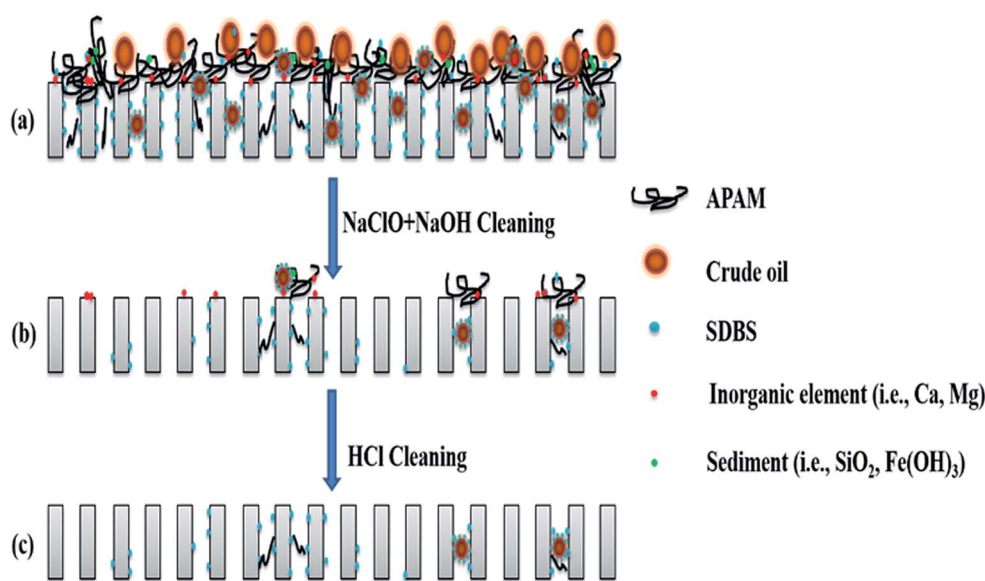 (a)
NaClO+NaOH Cleaning
(b)
HCl Cleaning
(c)
APAM
Crude oil
SDBS
Inorganic element (i.e., Ca, Mg)
Sediment (i.e., SiO₂, Fe(OH)₃)